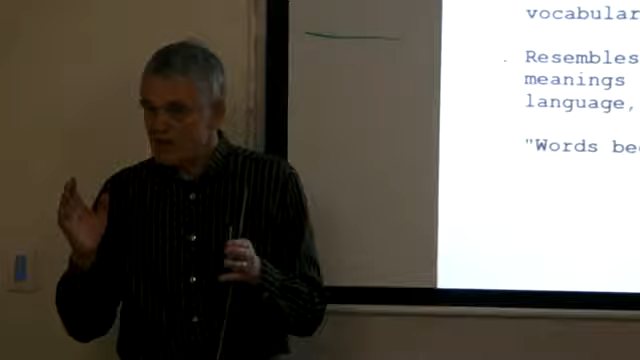 vocabular
Resembles
meanings
language,
"Words be